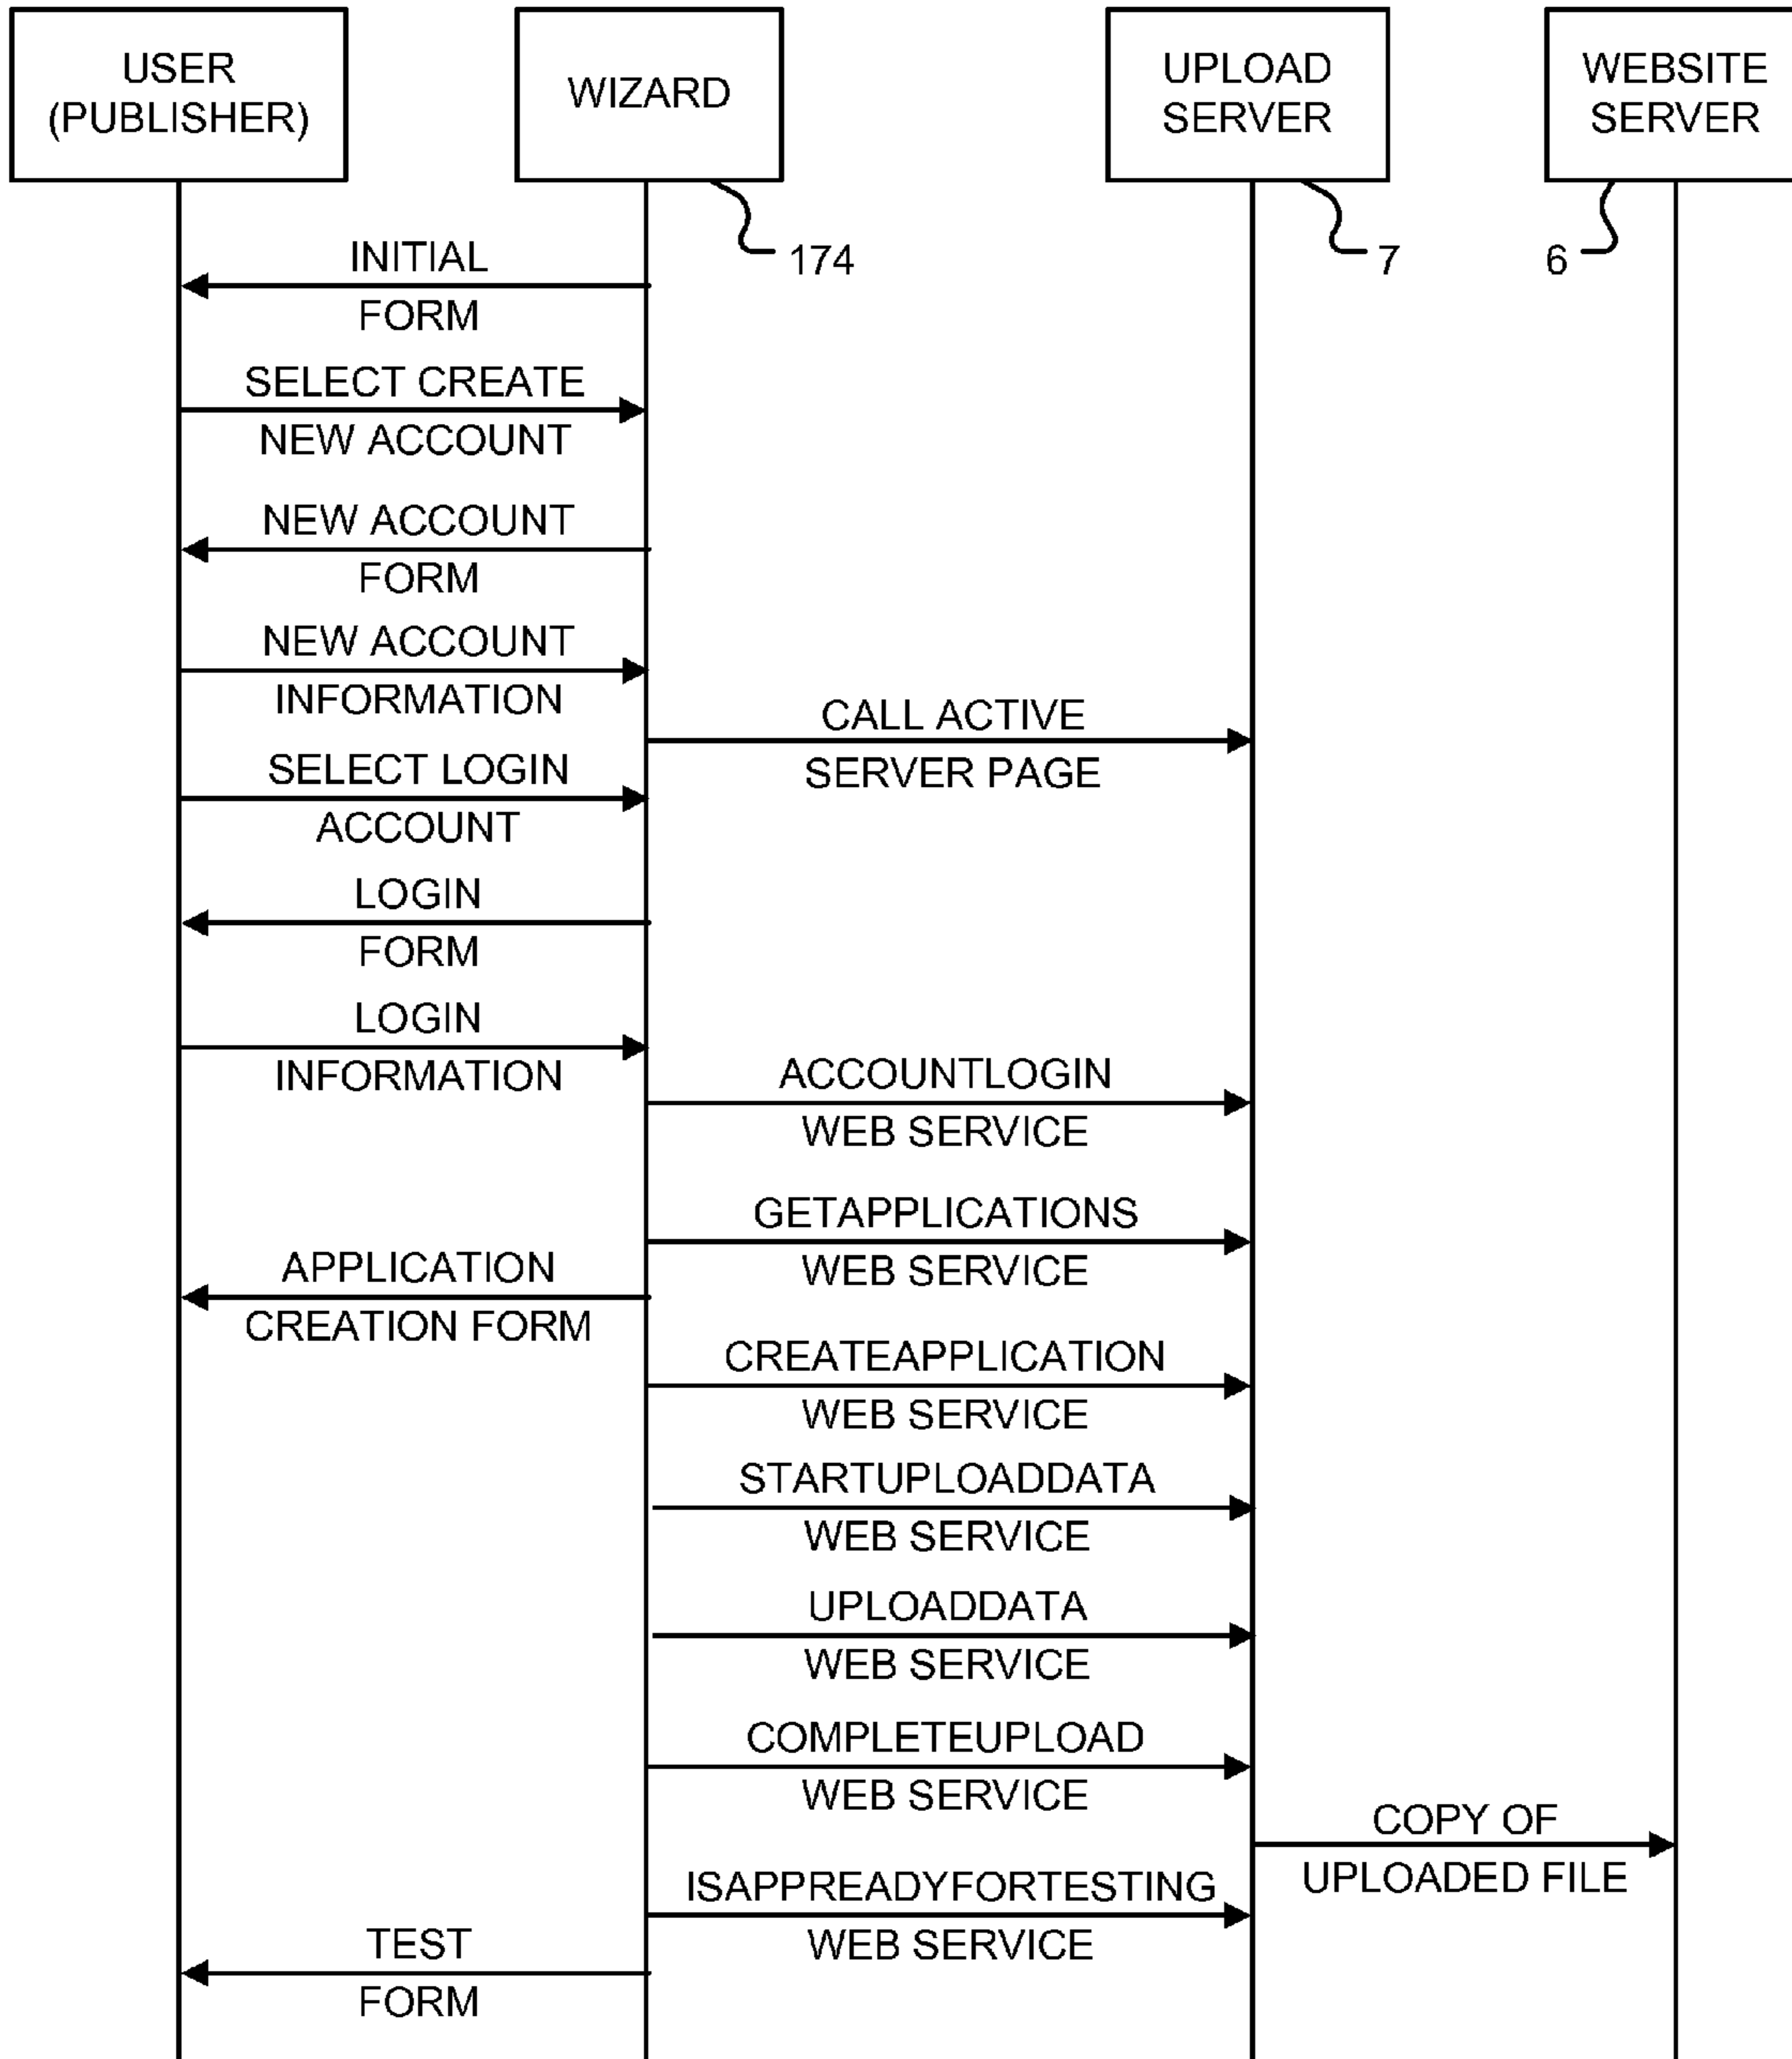 USER
(PUBLISHER)
WIZARD
UPLOAD
SERVER
WEBSITE
SERVER
174
7
6
INITIAL
FORM
SELECT CREATE
NEW ACCOUNT
NEW ACCOUNT
FORM
NEW ACCOUNT
INFORMATION
CALL ACTIVE
SERVER PAGE
SELECT LOGIN
ACCOUNT
LOGIN
FORM
LOGIN
INFORMATION
ACCOUNTLOGIN
WEB SERVICE
GETAPPLICATIONS
WEB SERVICE
APPLICATION
CREATION FORM
CREATEAPPLICATION
WEB SERVICE
STARTUPLOADDATA
WEB SERVICE
UPLOADDATA
WEB SERVICE
COMPLETEUPLOAD
WEB SERVICE
COPY OF
UPLOADED FILE
ISAPPREADYFORTESTING
WEB SERVICE
TEST
FORM